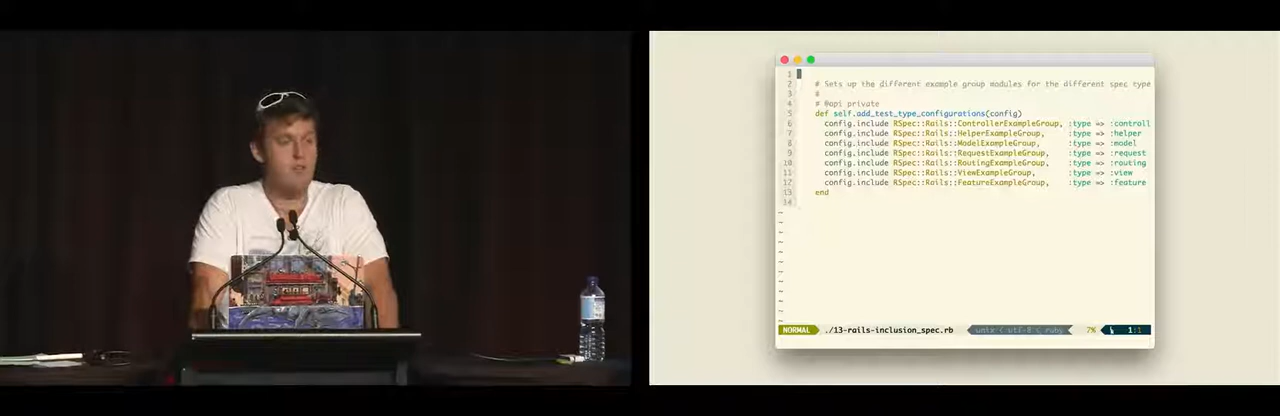 1
2 # Sets up the different example group modules for the different spec type
3 #
4 # @api private
5 def self.add_test_type_configurations(config)
6 config.include RSpec::Rails::ControllerExampleGroup, :type => :controll
7 config.include RSpec::Rails::HelperExampleGroup, :type => :helper
8 config.include RSpec::Rails::ModelExampleGroup, :type => :model
9 config.include RSpec::Rails::RequestExampleGroup, :type => :request
10 config.include RSpec::Rails::RoutingExampleGroup, :type => :routing
11 config.include RSpec::Rails::ViewExampleGroup, :type => :view
12 config.include RSpec::Rails::FeatureExampleGroup, :type => :feature
13 end
14
~
~
~
~
~
~
~
~
~
~
~
~
NORMAL ./13-rails-inclusion_spec.rb unix < utf-8 < ruby 7% 1:1